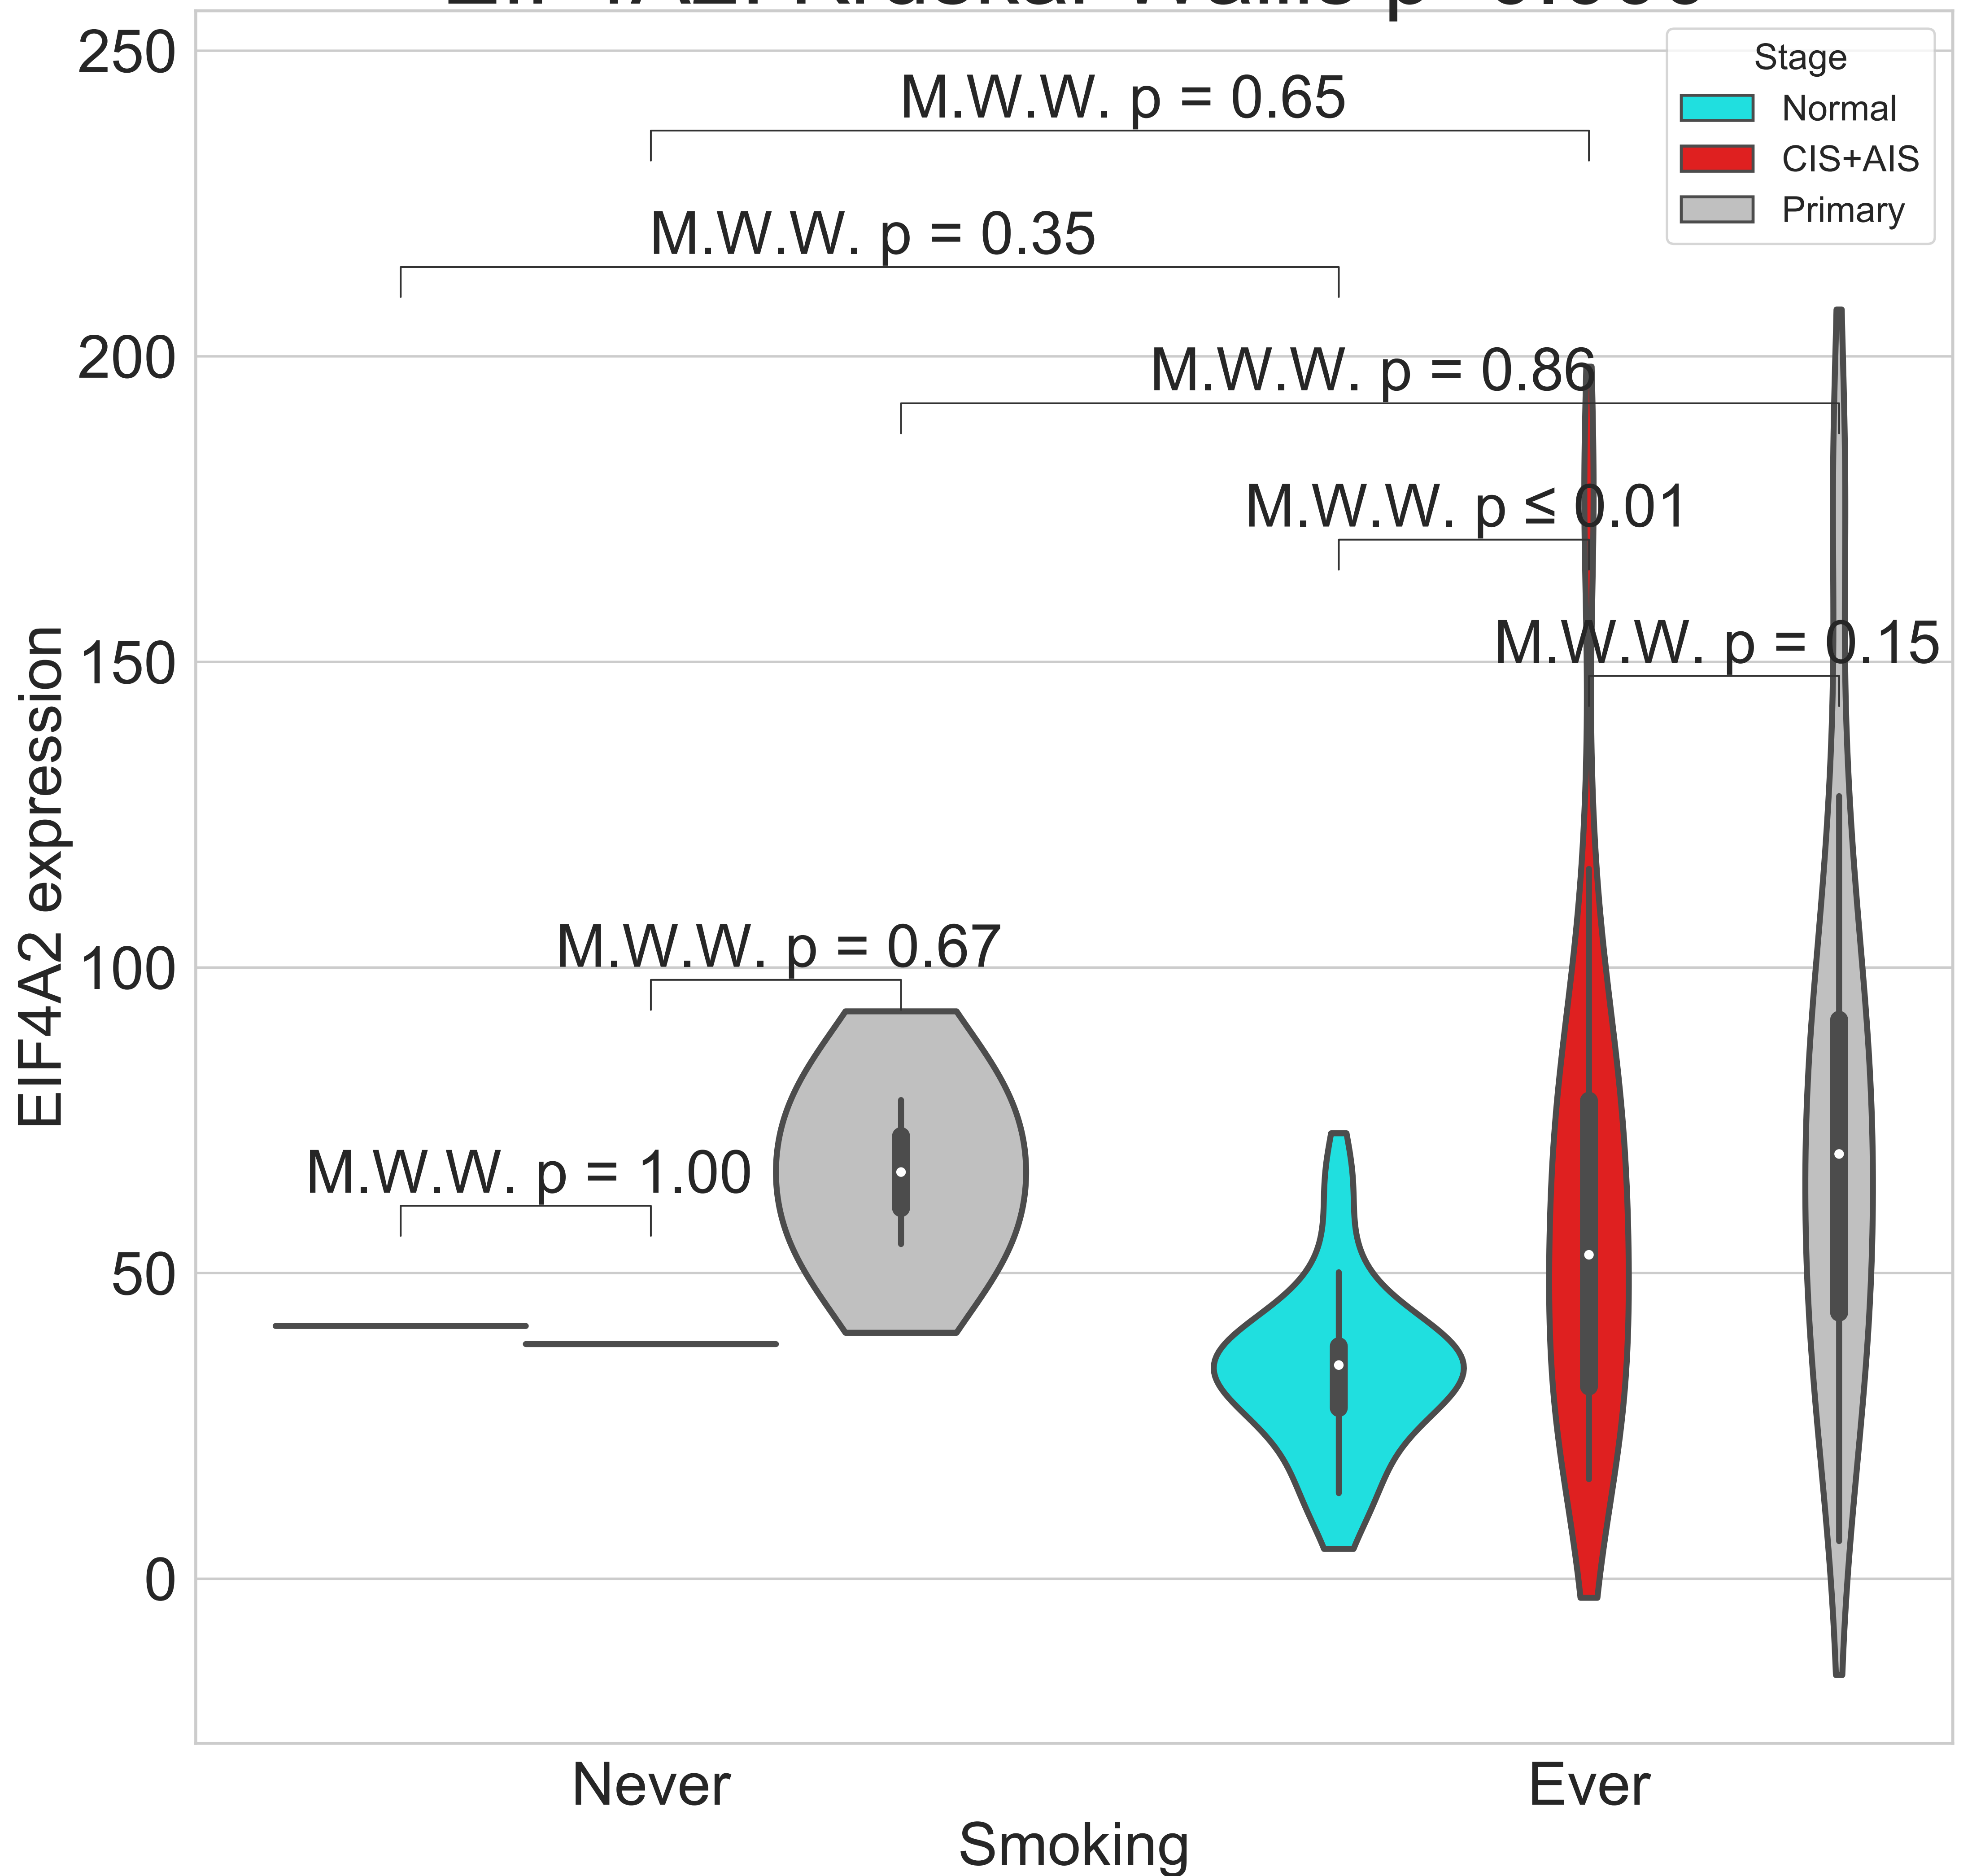 250
M.W.W. p = 0.65
Stage
Normal
CIS+AIS
Primary
M.W.W. p = 0.35
200
M.W.W. p = 0.86
M.W.W. p ≤ 0.01
150
M.W.W. p = 0.15
EIF4A2 expression
100
M.W.W. p = 0.67
M.W.W. p = 1.00
50
0
Never
Ever
Smoking